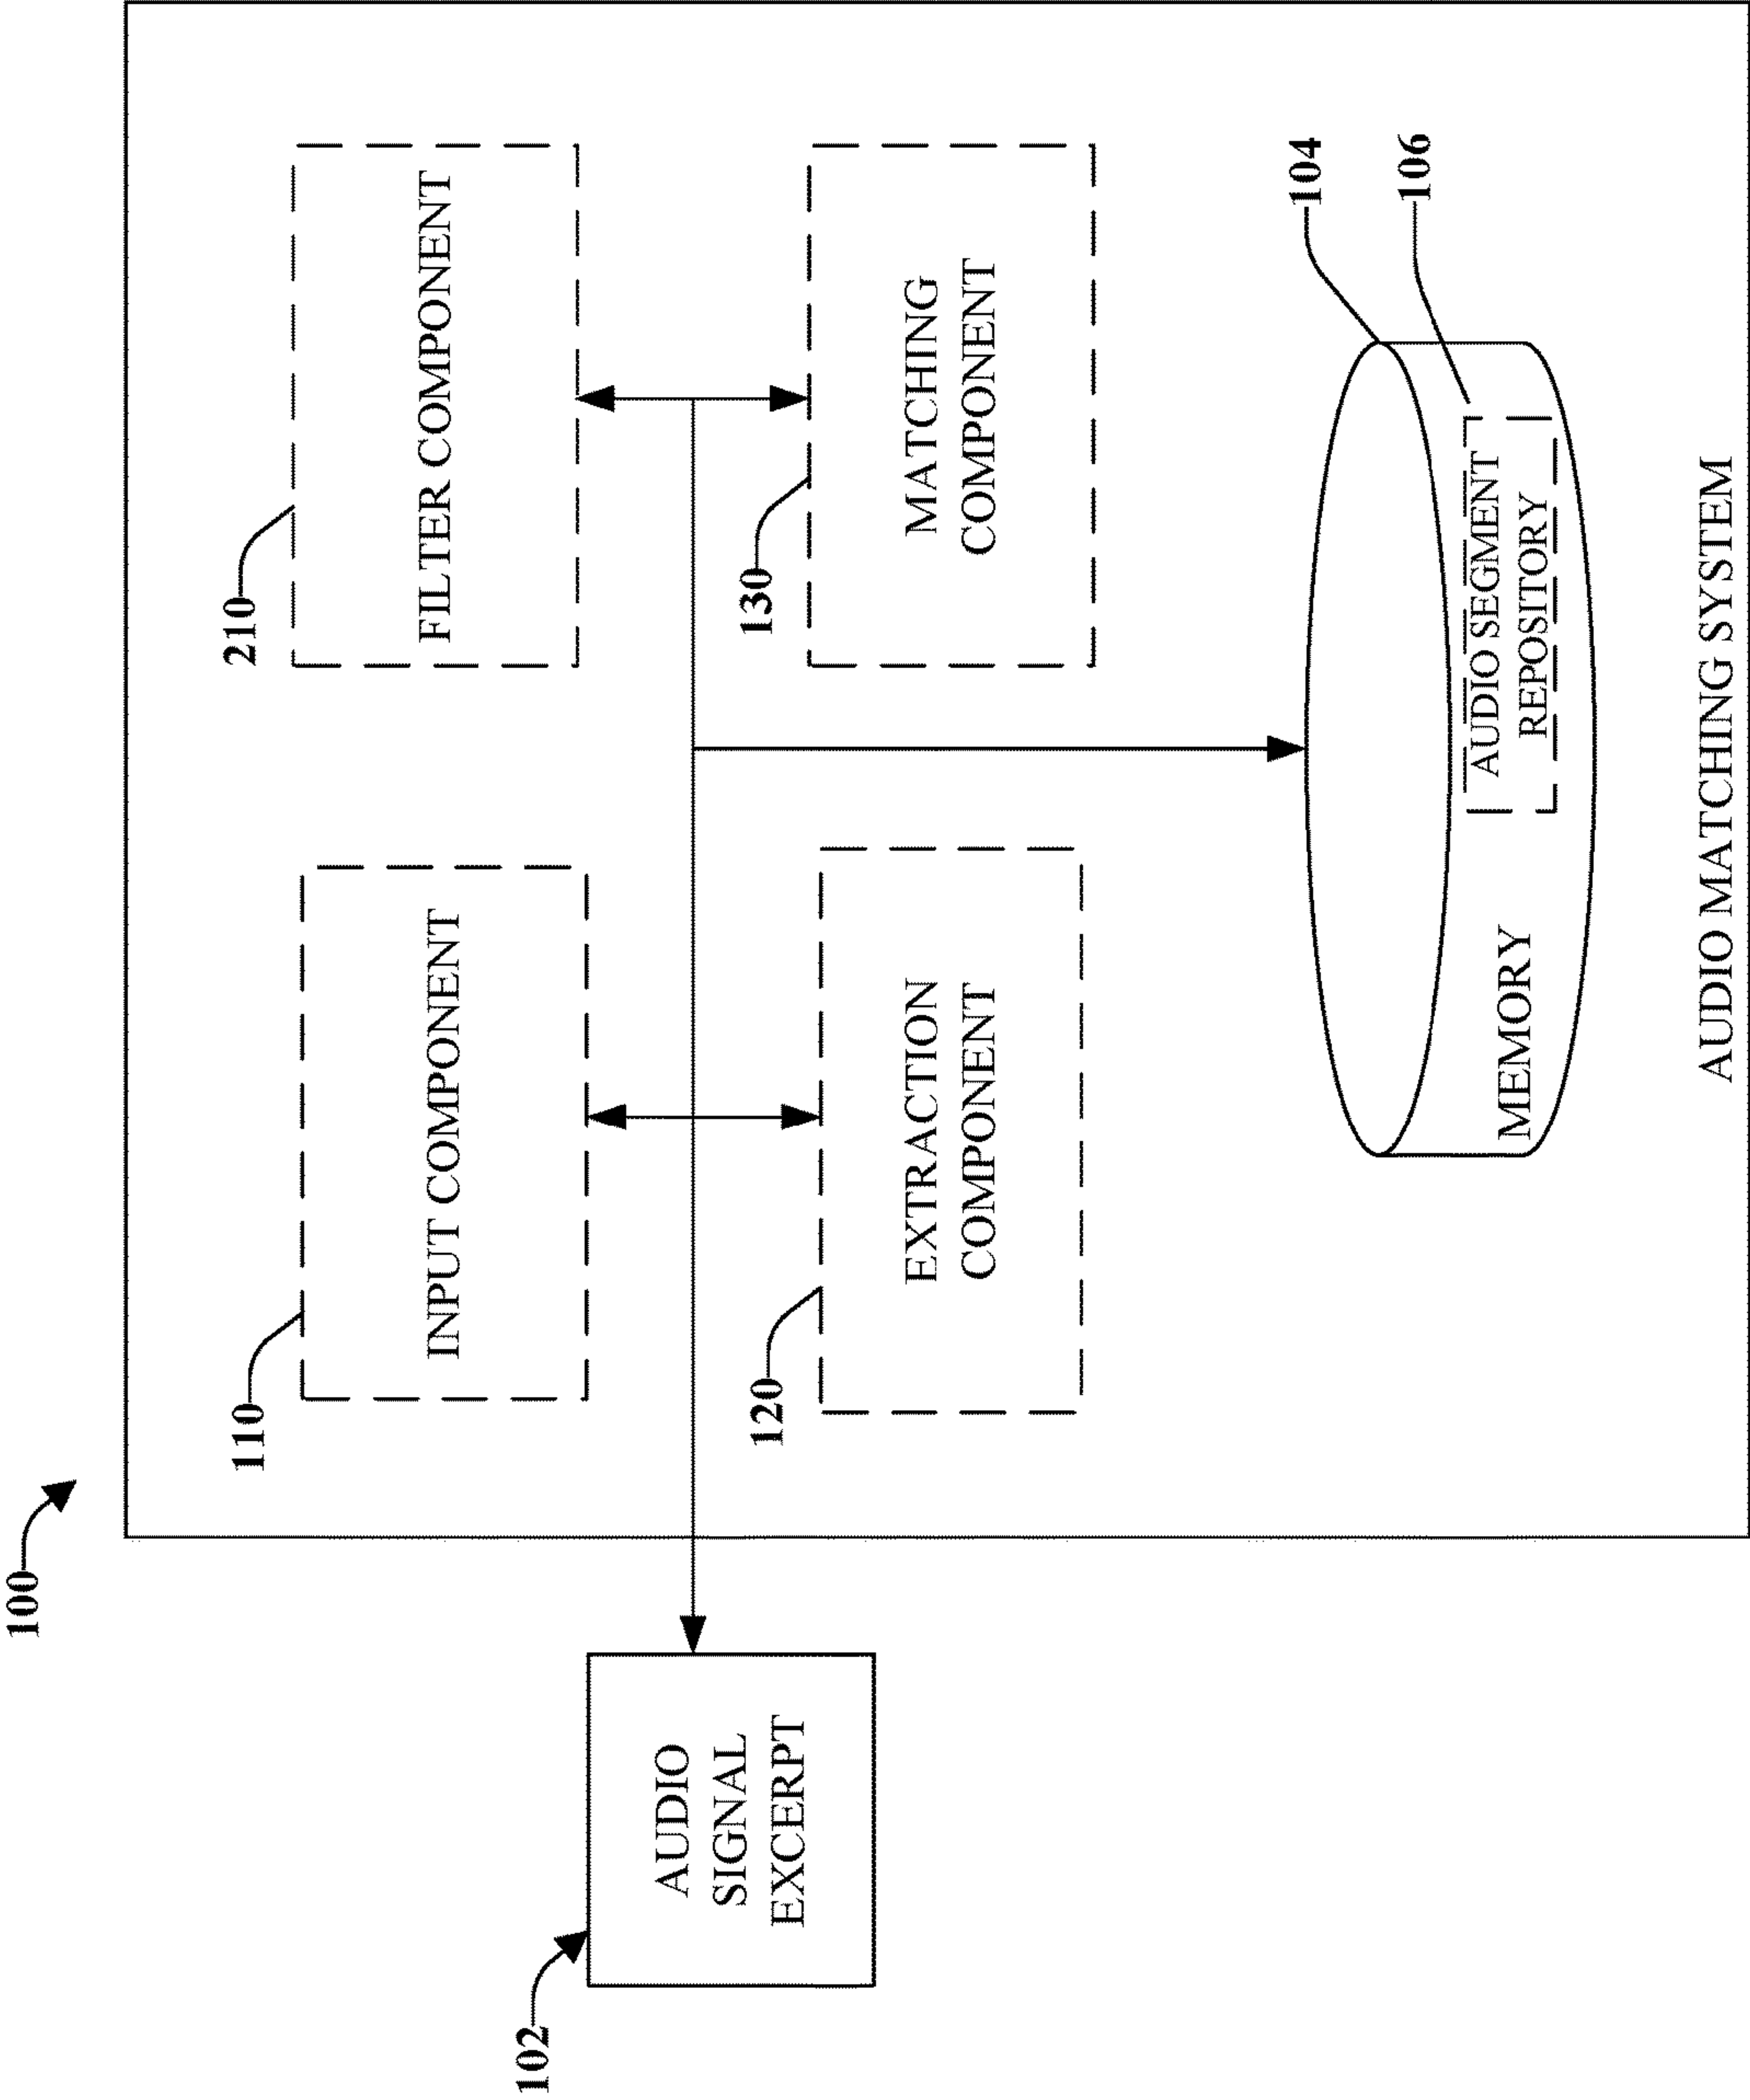 100
102
AUDIO
SIGNAL
EXCERPT
110
INPUT COMPONENT
210
FILTER COMPONENT
120
EXTRACTION
COMPONENT
130
MATCHING
COMPONENT
104
106
MEMORY
AUDIO SEGMENT
REPOSITORY
AUDIO MATCHING SYSTEM